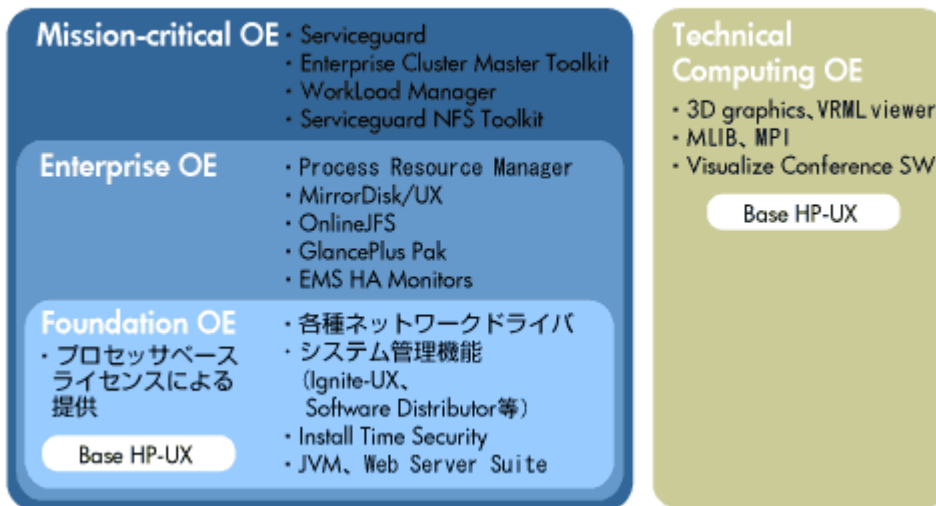 Mission-critical OE
・Serviceguard
・Enterprise Cluster Master Toolkit
・WorkLoad Manager
・Serviceguard NFS Toolkit
Enterprise OE
・Process Resource Manager
・MirrorDisk/UX
・OnlineJFS
・GlancePlus Pak
・EMS HA Monitors
Foundation OE
・プロセッサベース
ライセンスによる
提供
Base HP-UX
・各種ネットワークドライバ
・システム管理機能
(Ignite-UX、
Software Distributor等)
・Install Time Security
・JVM、Web Server Suite
Technical
Computing OE
・3D graphics、VRML viewer
・MLIB、MPI
・Visualize Conference SW
Base HP-UX